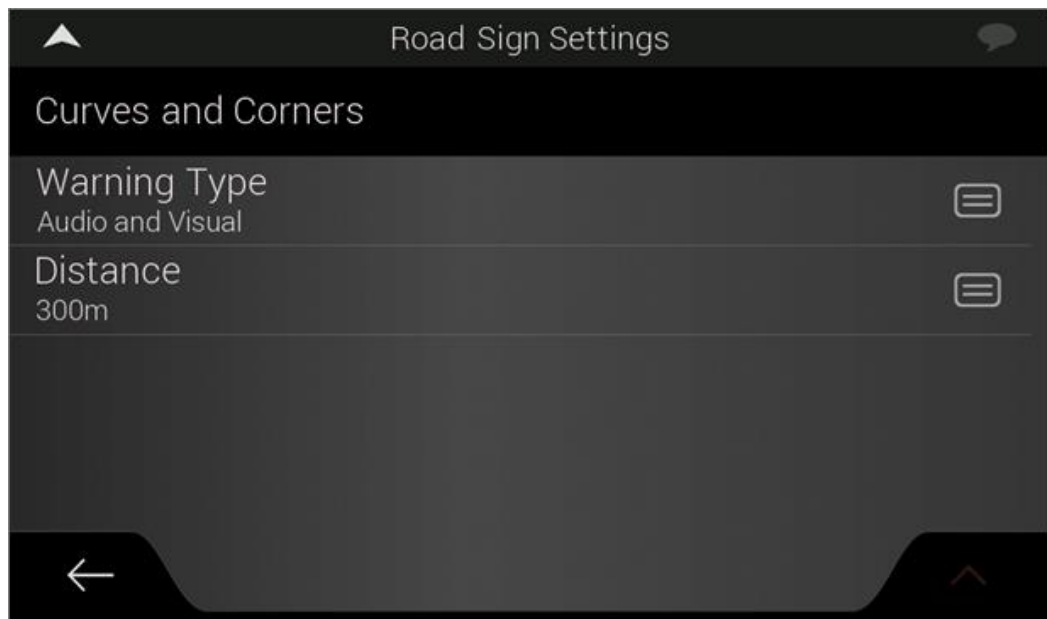 Road Sign Settings
Curves and Corners
Warning Type
Audio and Visual
Distance
300m